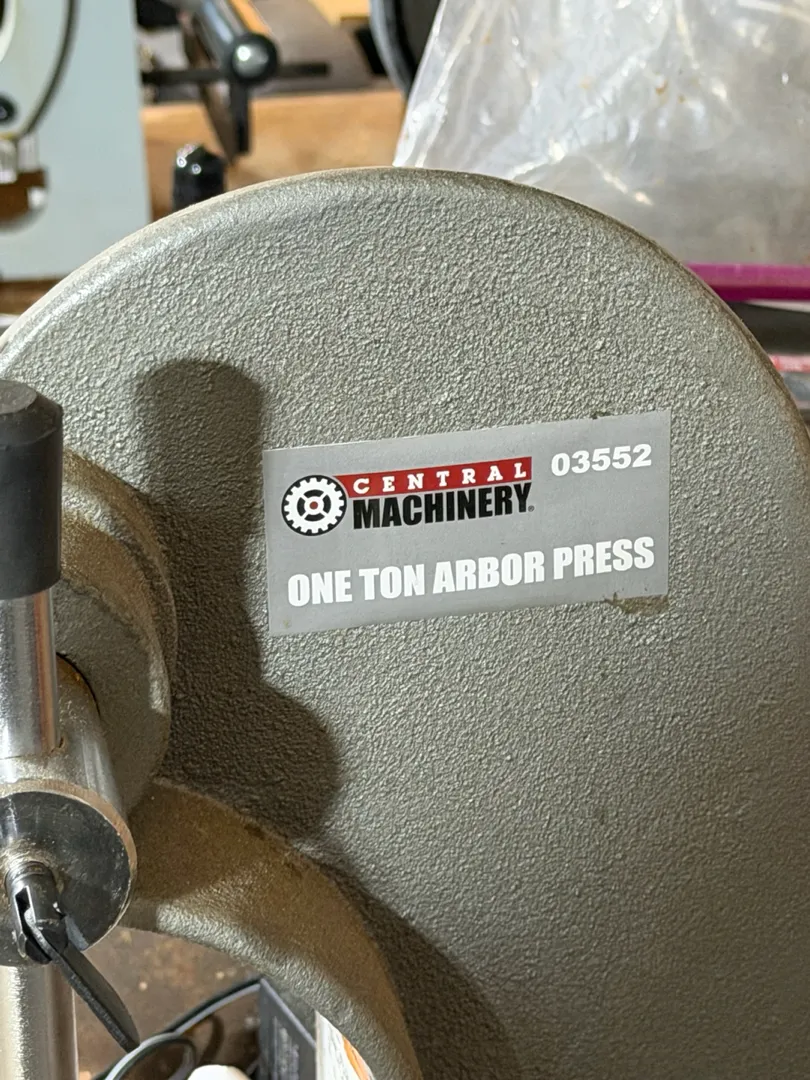 CENTRAL
MACHINERY®
03552
ONE TON ARBOR PRESS